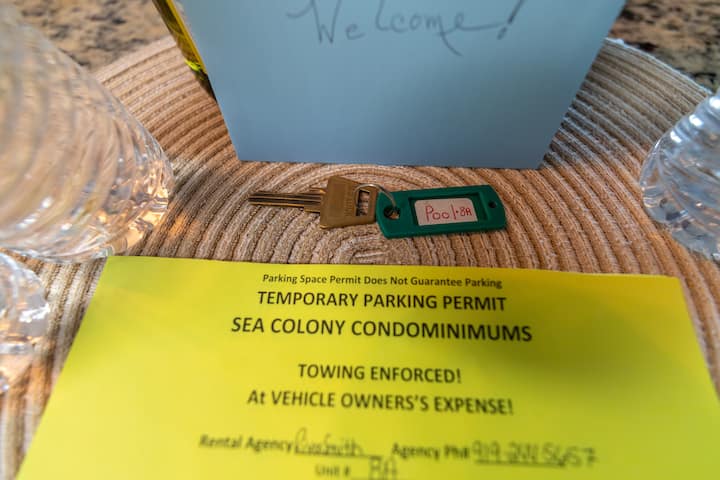 Welcome!
Pool-8A
Parking Space Permit Does Not Guarantee Parking
TEMPORARY PARKING PERMIT
SEA COLONY CONDOMINIMUMS
TOWING ENFORCED!
At VEHICLE OWNERS'S EXPENSE!
Rental Agency Agency Ph#
Unit # 8A